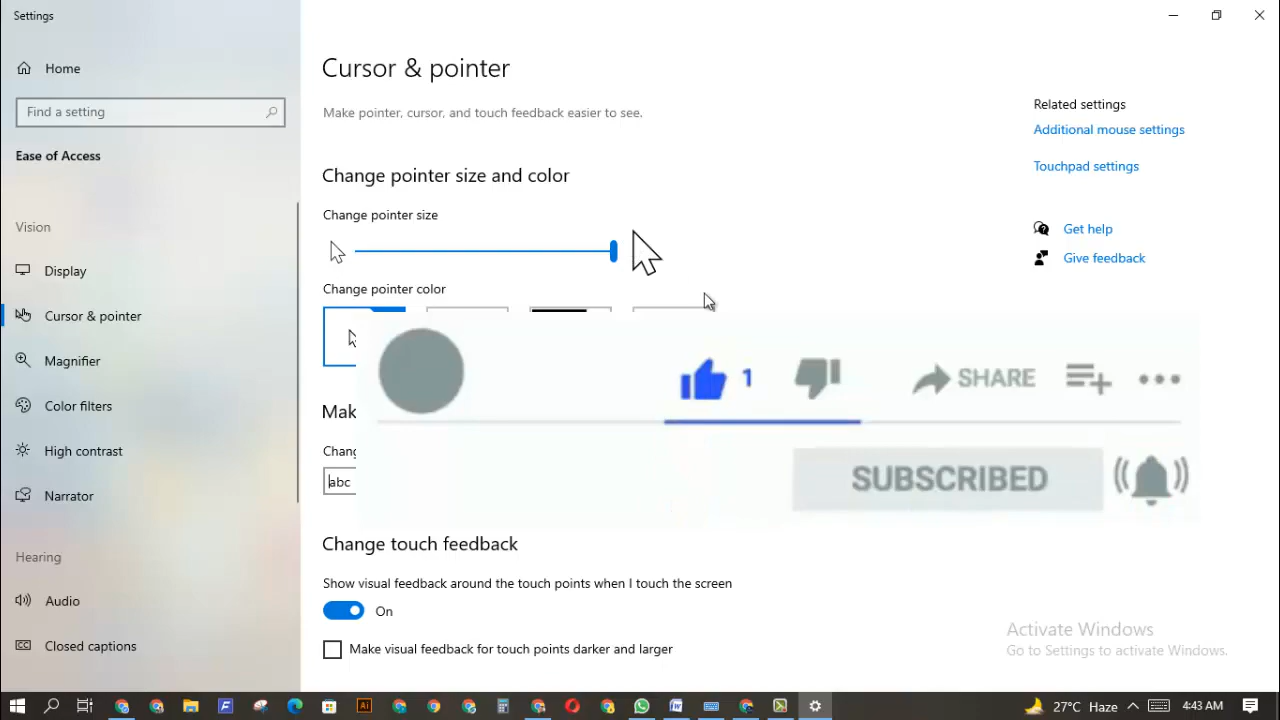 Settings
Home
Find a setting
Ease of Access
Vision
Display
Cursor & pointer
Magnifier
Color filters
High contrast
Narrator
Hearing
Audio
Closed captions
Cursor & pointer
Make pointer, cursor, and touch feedback easier to see.
Change pointer size and color
Change pointer size
Change pointer color
Mak
Chang
abc
Change touch feedback
Show visual feedback around the touch points when I touch the screen
On
Make visual feedback for touch points darker and larger
Related settings
Additional mouse settings
Touchpad settings
Get help
Give feedback
1
SHARE
SUBSCRIBED
Activate Windows
Go to Settings to activate Windows.
27°C Haze
4:43 AM